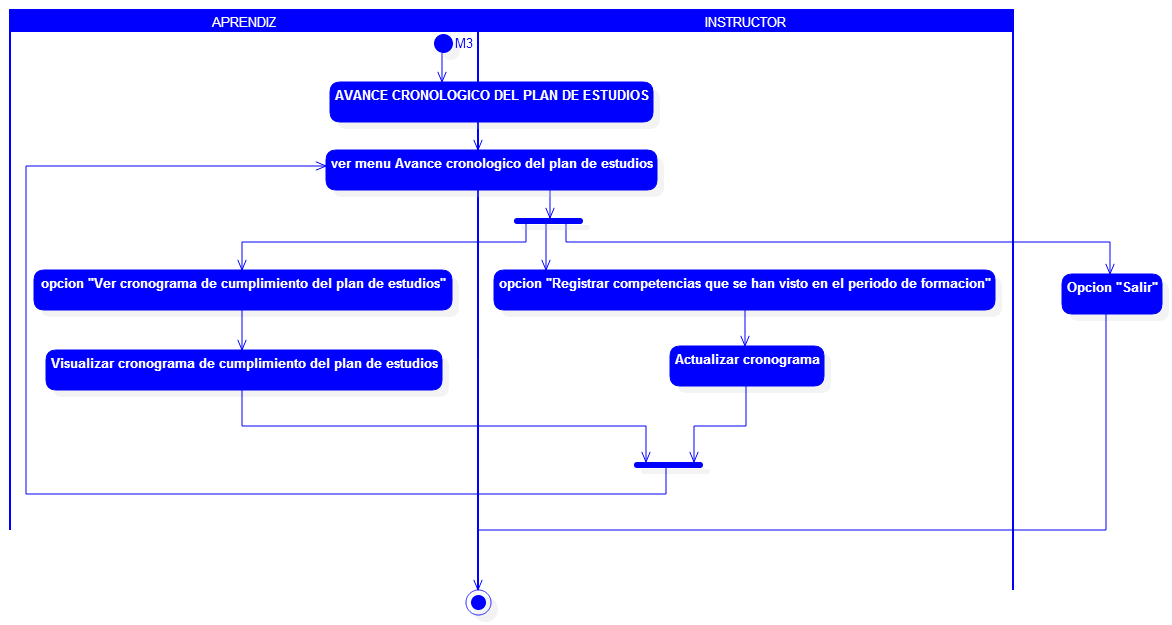 APRENDIZ
INSTRUCTOR
M3
AVANCE CRONOLOGICO DEL PLAN DE ESTUDIOS
ver menu Avance cronologico del plan de estudios
opcion "Ver cronograma de cumplimiento del plan de estudios"
opcion "Registrar competencias que se han visto en el periodo de formacion"
Opcion "Salir"
Visualizar cronograma de cumplimiento del plan de estudios
Actualizar cronograma